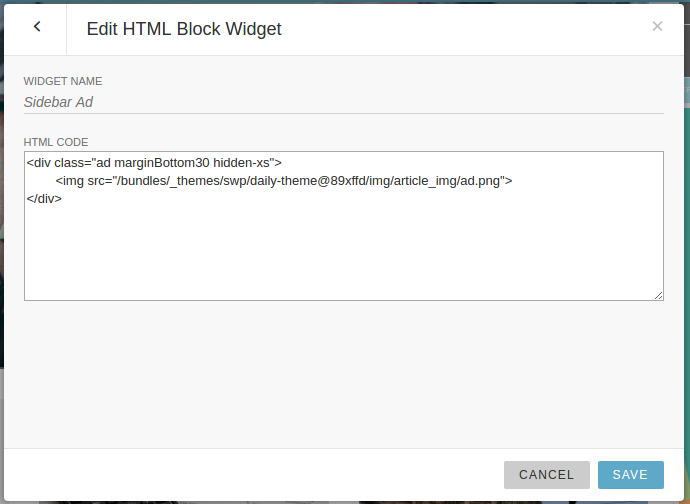 Edit HTML Block Widget
WIDGET NAME
Sidebar Ad
HTML CODE
<div class="ad marginBottom30 hidden-xs">
<img src="/bundles/_themes/swp/daily-theme@89xffd/img/article_img/ad.png">
</div>
CANCEL
SAVE